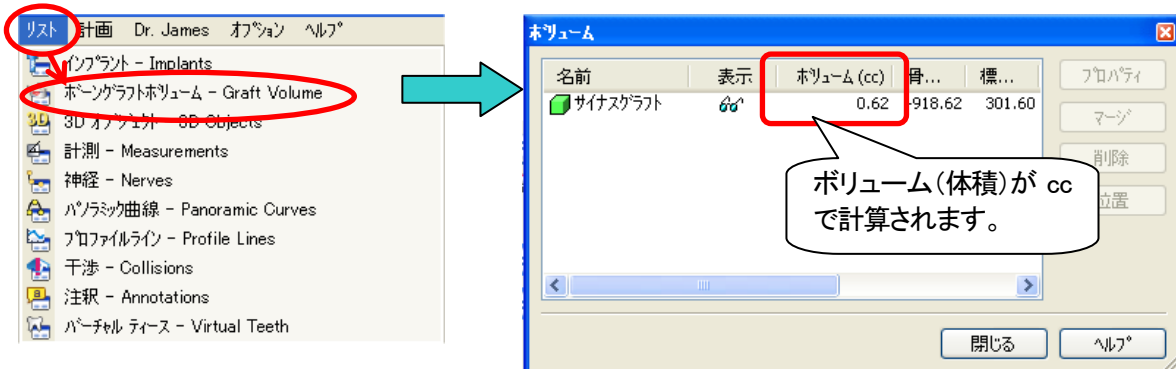 リスト 計画 Dr. James オプション ヘルプ
インプラント - Implants
ボーングラフトボリューム - Graft Volume
3D オブジェクト - 3D Objects
計測 - Measurements
神経 - Nerves
パノラミック曲線 - Panoramic Curves
プロファイルライン - Profile Lines
干渉 - Collisions
注釈 - Annotations
バーチャル ティース - Virtual Teeth
ボリューム
名前 表示 ボリューム (cc) 骨... 標...
サイナスグラフト 0.62 -918.62 301.60
プロパティ
マージ
削除
位置
ボリューム（体積）が cc
で計算されます。
閉じる ヘルプ